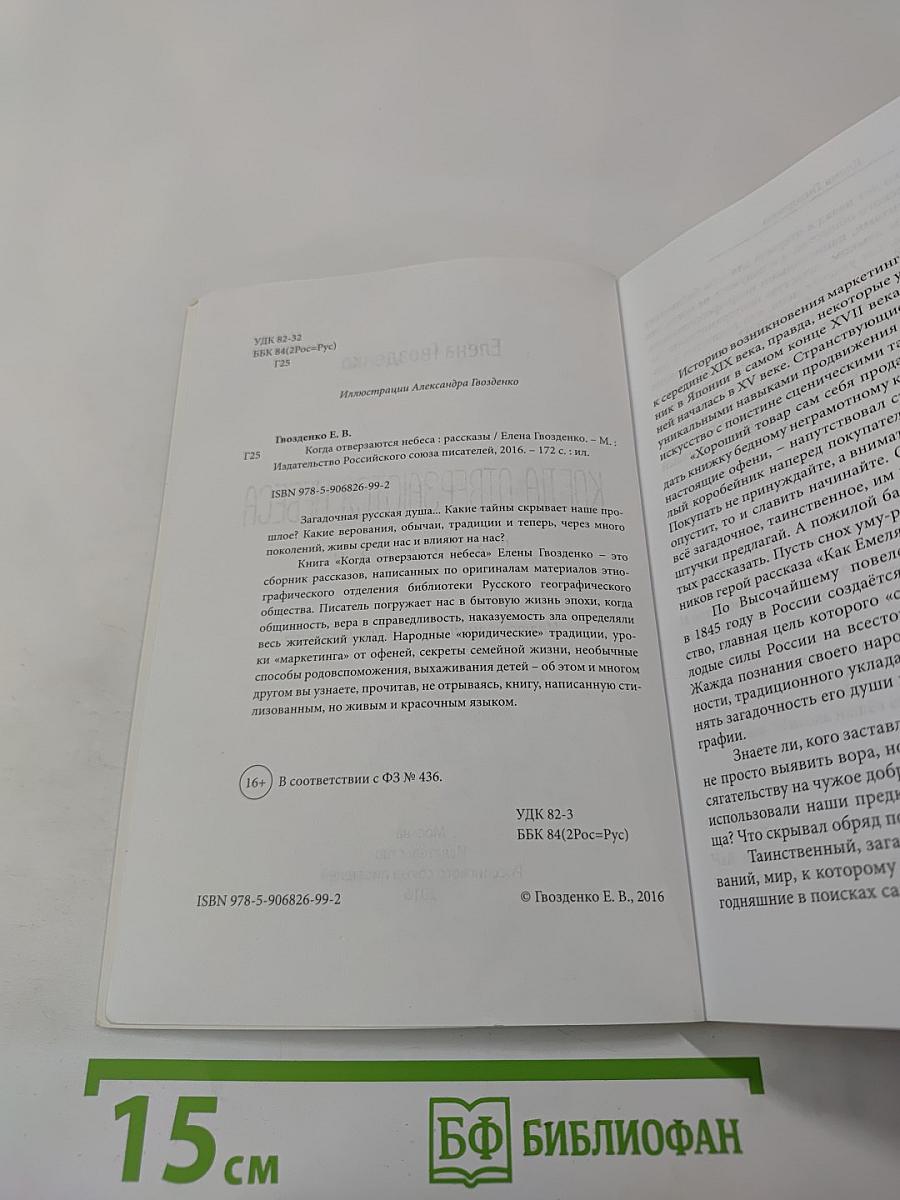 УДК 82-32
ББК 84(2Рос=Рус)
Г25
Иллюстрации Александра Гвозденко
Гвозденко Е. В.
Г25 Когда отверзаются небеса : рассказы / Елена Гвозденко. – М. :
Издательство Российского союза писателей, 2016. – 172 с. : ил.
ISBN 978-5-906826-99-2
Загадочная русская душа... Какие тайны скрывает наше про-
шлое? Какие верования, обычаи, традиции и теперь, через много
поколений, живы среди нас и влияют на нас?
Книга «Когда отверзаются небеса» Елены Гвозденко – это
сборник рассказов, написанных по оригиналам материалов этно-
графического отделения библиотеки Русского географического
общества. Писатель погружает нас в бытовую жизнь эпохи, когда
общинность, вера в справедливость, наказуемость зла определяли
весь житейский уклад. Народные «юридические» традиции, уро-
ки «маркетинга» от офеней, секреты семейной жизни, необычные
способы родовспоможения, выхаживания детей – об этом и многом
другом вы узнаете, прочитав, не отрываясь, книгу, написанную сти-
лизованным, но живым и красочным языком.
16+ В соответствии с ФЗ № 436.
УДК 82-3
ББК 84(2Рос=Рус)
ISBN 978-5-906826-99-2
© Гвозденко Е. В., 2016
Историю возникновения маркетинг
к середине XIX века, правда, некоторые у
ник в Японии в самом конце XVII века
ней началась в XV веке. Странствующие
уникальными навыками продвижения
искусство с поистине сценическими та
«Хороший товар сам себя прода
дать книжку бедному неграмотному к
настоящие офени, – напутствовал ст
лый коробейник наперед покупател
Покупать не принуждайте, а внимат
опустит, то и славить начинайте. С
всё загадочное, таинственное, им
штучки предлагай. А пожилой ба
тых рассказать. Пусть снох уму-р
ников герой рассказа «Как Емеля
По Высочайшему повеле
в 1845 году в России создаётся
ство, главная цель которого «с
лодые силы России на всесто
Жажда познания своего наро
ности, традиционного уклада
нять загадочность его души
графии.
Знаете ли, кого заставл
не просто выявить вора, но
сягательству на чужое добр
использовали наши предк
ща? Что скрывал обряд по
Таинственный, зага
ваний, мир, к которому
годняшние в поисках са
15 см
БФ БИБЛИОФАН